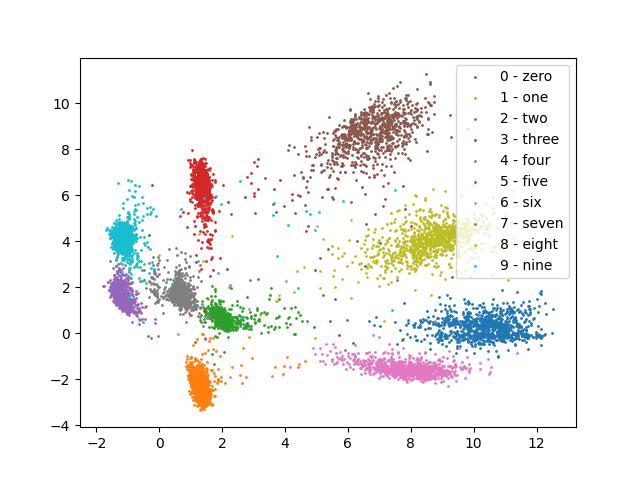 10
8
6
4
2
0
−2
−4
−2
0
2
4
6
8
10
12
0 - zero
1 - one
2 - two
3 - three
4 - four
5 - five
6 - six
7 - seven
8 - eight
9 - nine